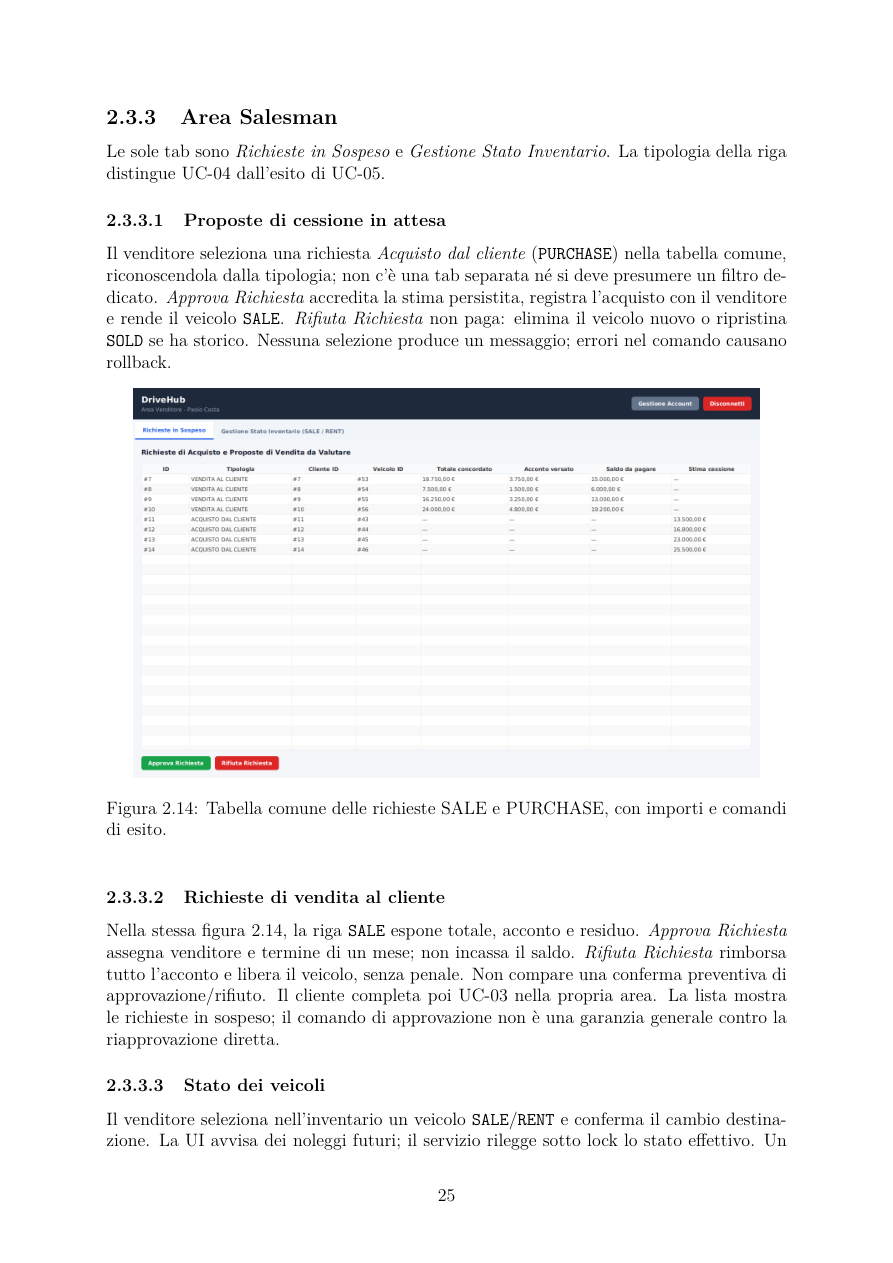 2.3.3 Area Salesman
Le sole tab sono Richieste in Sospeso e Gestione Stato Inventario. La tipologia della riga
distingue UC-04 dall'esito di UC-05.
2.3.3.1 Proposte di cessione in attesa
Il venditore seleziona una richiesta Acquisto dal cliente (PURCHASE) nella tabella comune,
riconoscendola dalla tipologia; non c'è una tab separata né si deve presumere un filtro de-
dicato. Approva Richiesta accredita la stima persistita, registra l'acquisto con il venditore
e rende il veicolo SALE. Rifiuta Richiesta non paga: elimina il veicolo nuovo o ripristina
SOLD se ha storico. Nessuna selezione produce un messaggio; errori nel comando causano
rollback.
DriveHub
Area Venditore - Paolo Costa
Gestione Account Disconnetti
Richieste in Sospeso Gestione Stato Inventario (SALE / RENT)
Richieste di Acquisto e Proposte di Vendita da Valutare
ID Tipologia Cliente ID Veicolo ID Totale concordato Acconto versato Saldo da pagare Stima cessione
#7 VENDITA AL CLIENTE #7 #53 18.750,00 € 3.750,00 € 15.000,00 € —
#8 VENDITA AL CLIENTE #8 #54 7.500,00 € 1.500,00 € 6.000,00 € —
#9 VENDITA AL CLIENTE #9 #55 16.250,00 € 3.250,00 € 13.000,00 € —
#10 VENDITA AL CLIENTE #10 #56 24.000,00 € 4.800,00 € 19.200,00 € —
#11 ACQUISTO DAL CLIENTE #11 #43 — — — 13.500,00 €
#12 ACQUISTO DAL CLIENTE #12 #44 — — — 16.800,00 €
#13 ACQUISTO DAL CLIENTE #13 #45 — — — 23.000,00 €
#14 ACQUISTO DAL CLIENTE #14 #46 — — — 25.500,00 €
Approva Richiesta Rifiuta Richiesta
Figura 2.14: Tabella comune delle richieste SALE e PURCHASE, con importi e comandi
di esito.
2.3.3.2 Richieste di vendita al cliente
Nella stessa figura 2.14, la riga SALE espone totale, acconto e residuo. Approva Richiesta
assegna venditore e termine di un mese; non incassa il saldo. Rifiuta Richiesta rimborsa
tutto l'acconto e libera il veicolo, senza penale. Non compare una conferma preventiva di
approvazione/rifiuto. Il cliente completa poi UC-03 nella propria area. La lista mostra
le richieste in sospeso; il comando di approvazione non è una garanzia generale contro la
riapprovazione diretta.
2.3.3.3 Stato dei veicoli
Il venditore seleziona nell'inventario un veicolo SALE/RENT e conferma il cambio destina-
zione. La UI avvisa dei noleggi futuri; il servizio rilegge sotto lock lo stato effettivo. Un
25